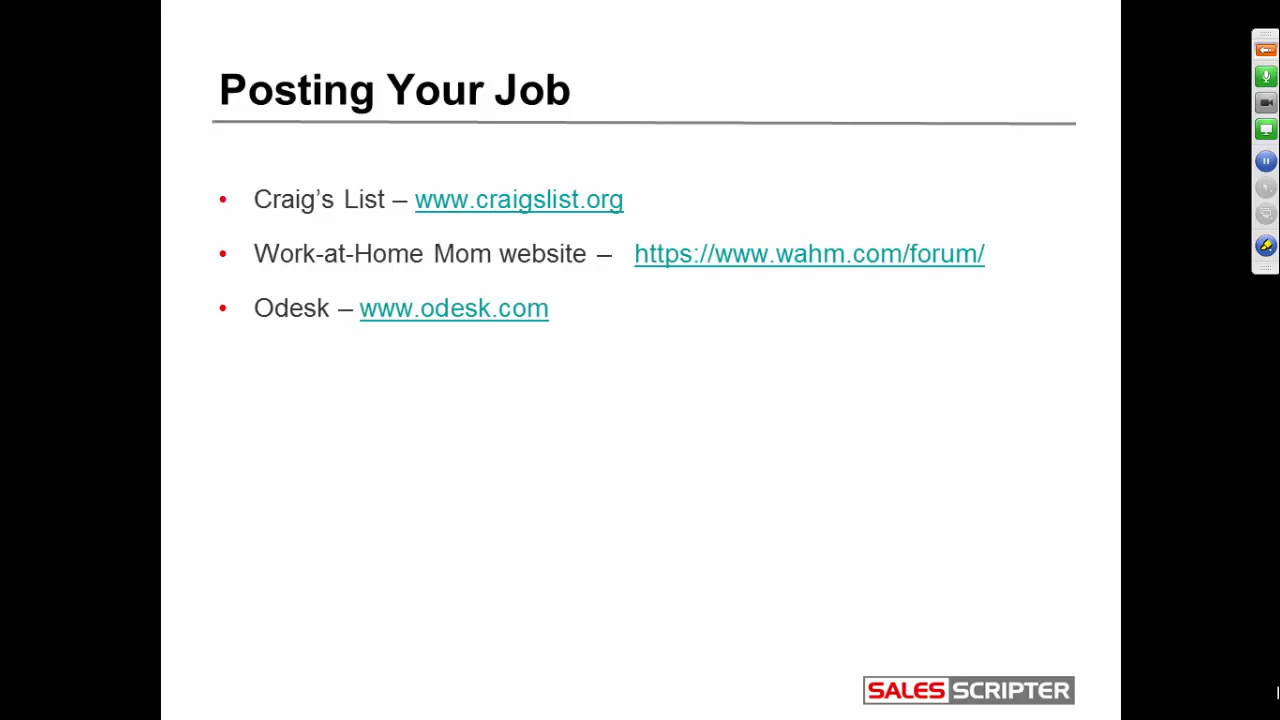 Posting Your Job
• Craig’s List – www.craigslist.org
• Work-at-Home Mom website – https://www.wahm.com/forum/
• Odesk – www.odesk.com
SALES SCRIPTER